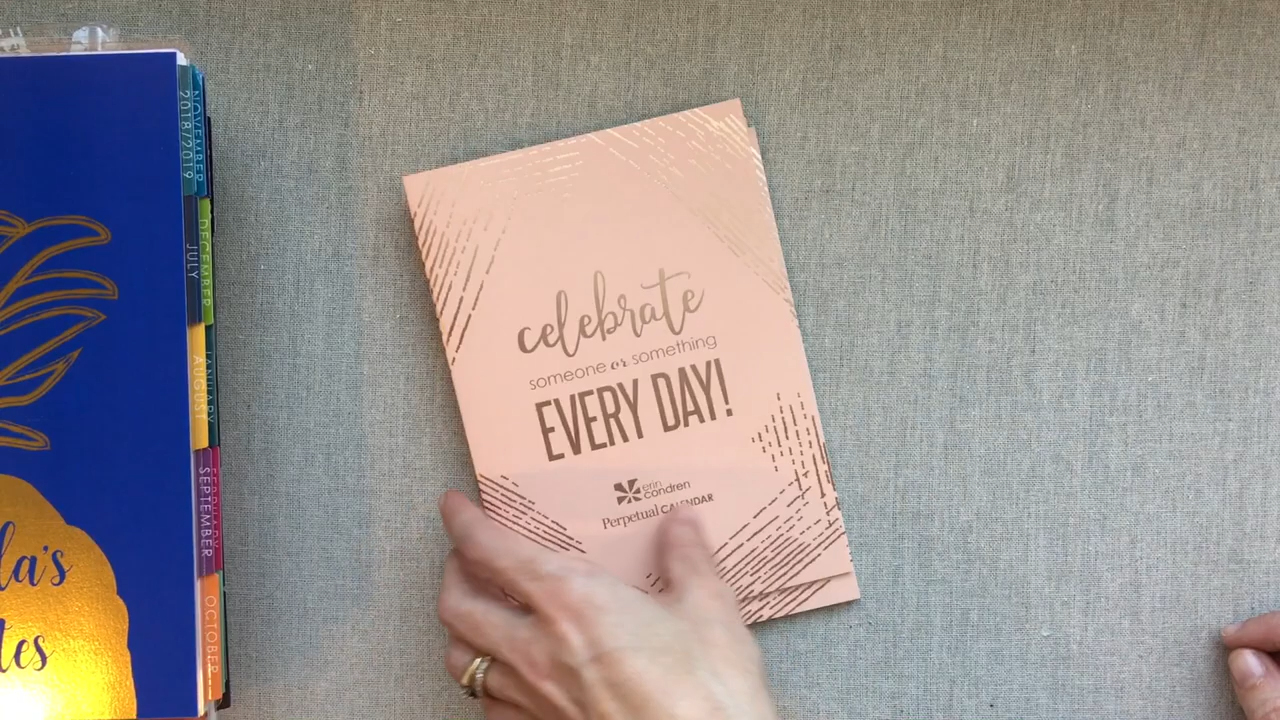 la's
tes
NOVEMBER
2018/2019
DECEMBER
JULY
JANUARY
AUGUST
FEBRUARY
SEPTEMBER
OCTOBER
celebrate
someone or something
EVERY DAY!
erin
condren
Perpetual CALENDAR